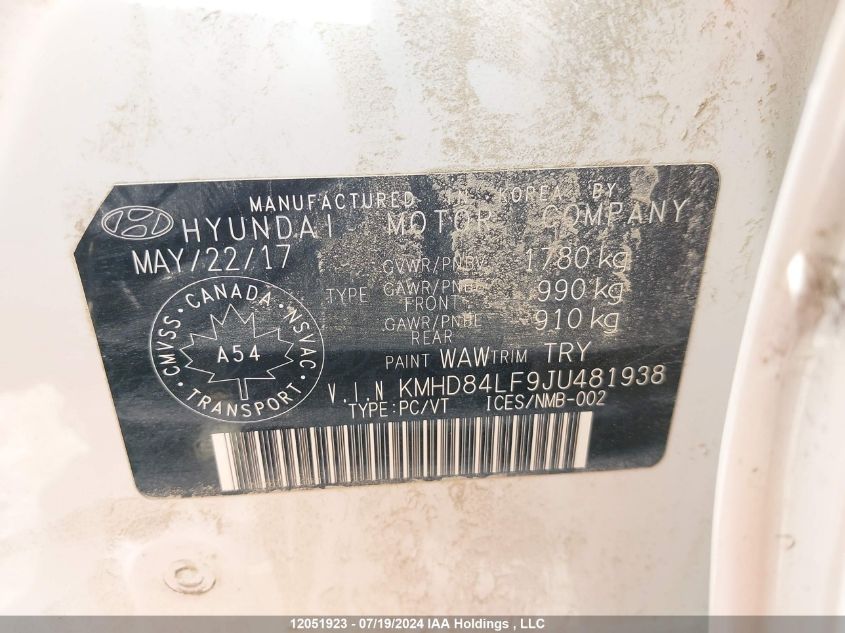 MANUFACTURED IN KOREA BY
HYUNDAI MOTOR COMPANY
MAY/22/17
GVWR/PNBV 1780 kg
TYPE GAWR/PNBE FRONT 990 kg
GAWR/PNBE REAR 910 kg
PAINT WAW TRIM TRY
V.I.N KMHD84LF9JU481938
TYPE:PC/VT ICES/NMB-002
CANADA
CMVSS · NSVAC
A54
TRANSPORT
12051923 - 07/19/2024 IAA Holdings , LLC